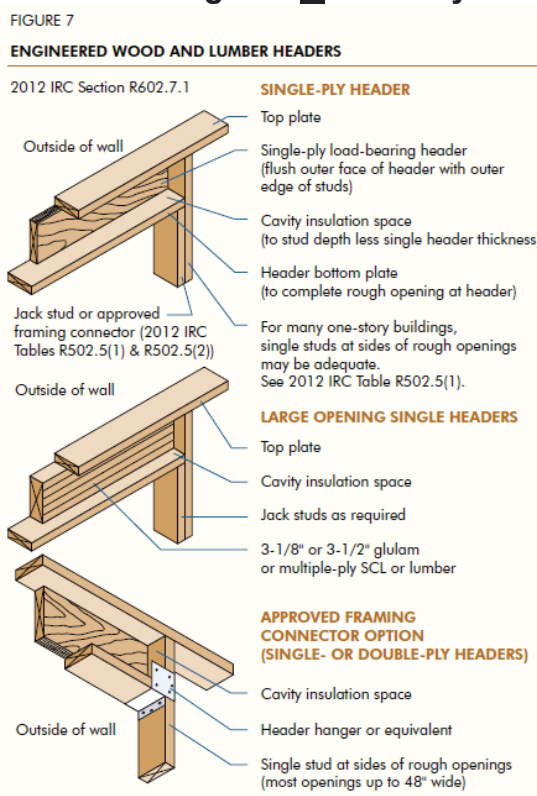 FIGURE 7
ENGINEERED WOOD AND LUMBER HEADERS
2012 IRC Section R602.7.1
SINGLE-PLY HEADER
Top plate
Outside of wall
Single-ply load-bearing header
(flush outer face of header with outer
edge of studs)
Cavity insulation space
(to stud depth less single header thickness)
Header bottom plate
(to complete rough opening at header)
Jack stud or approved
framing connector (2012 IRC
Tables R502.5(1) & R502.5(2))
For many one-story buildings,
single studs at sides of rough openings
may be adequate.
See 2012 IRC Table R502.5(1).
Outside of wall
LARGE OPENING SINGLE HEADERS
Top plate
Cavity insulation space
Jack studs as required
3-1/8" or 3-1/2" glulam
or multiple-ply SCL or lumber
APPROVED FRAMING
CONNECTOR OPTION
(SINGLE- OR DOUBLE-PLY HEADERS)
Cavity insulation space
Outside of wall
Header hanger or equivalent
Single stud at sides of rough openings
(most openings up to 48" wide)